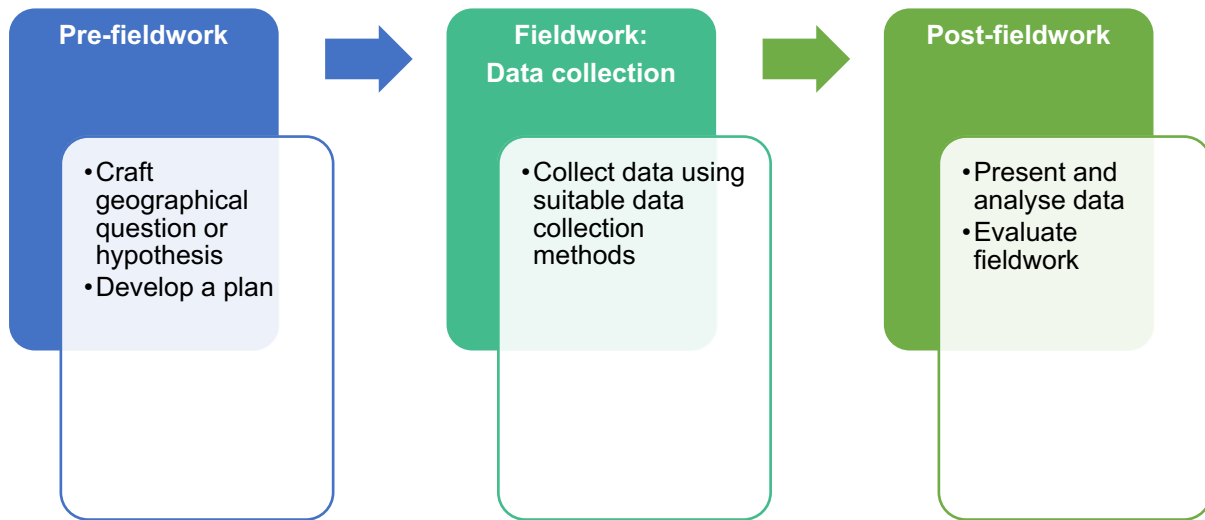 Pre-fieldwork
•Craft
geographical
question or
hypothesis
•Develop a plan
Fieldwork:
Data collection
•Collect data using
suitable data
collection
methods
Post-fieldwork
•Present and
analyse data
•Evaluate
fieldwork